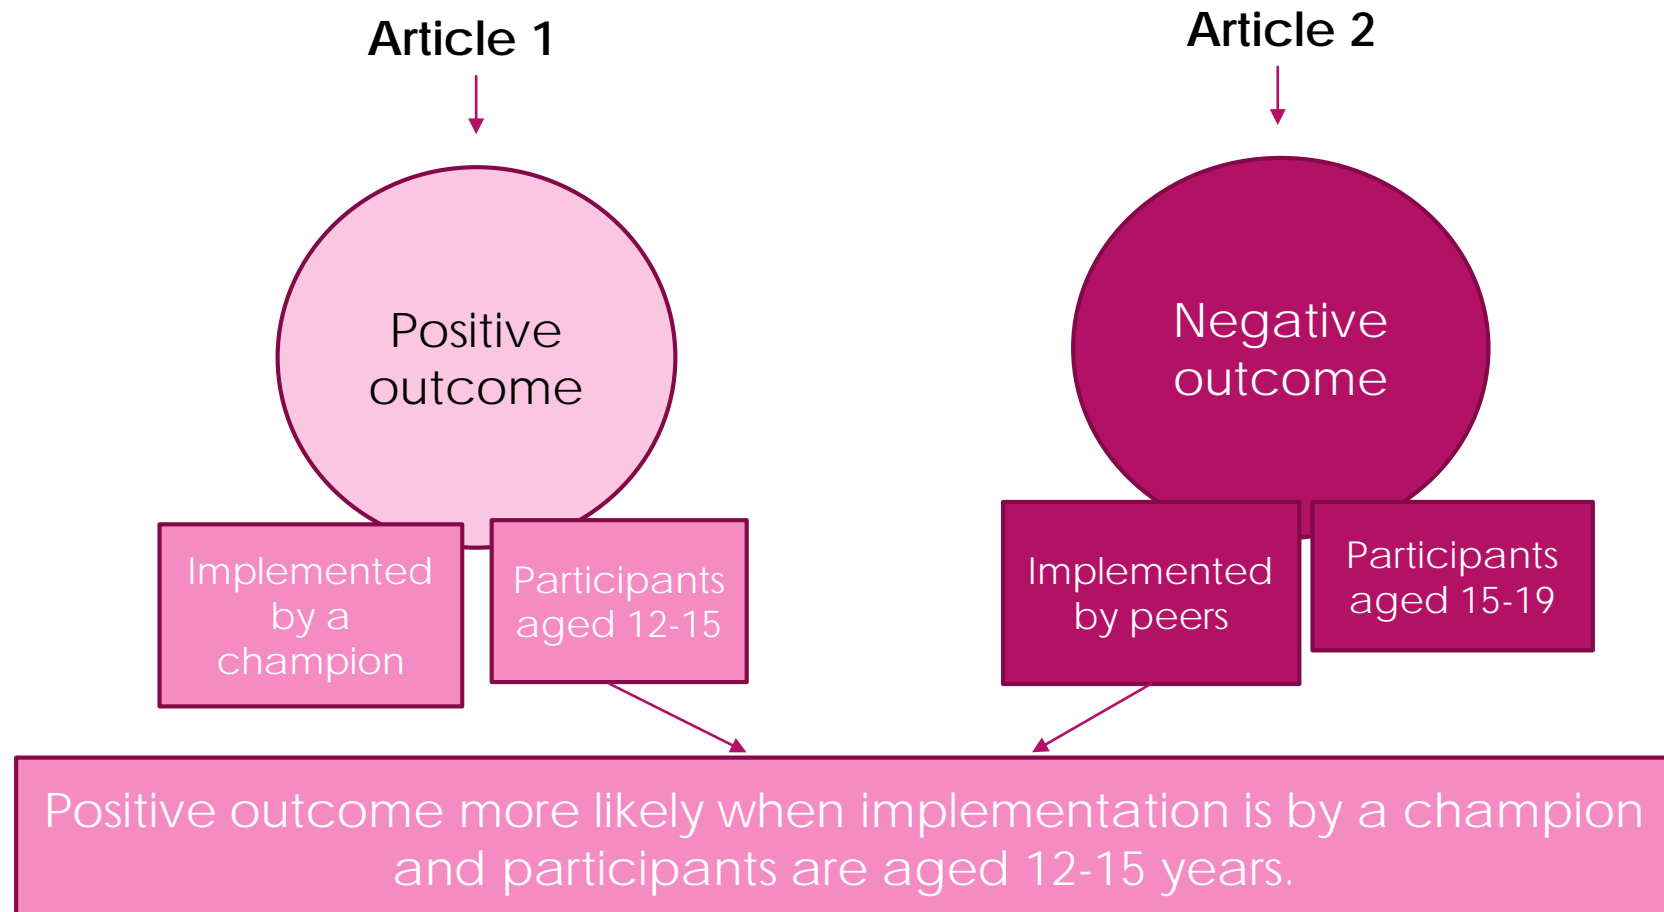 Article 1
Article 2
Positive
outcome
Negative
outcome
Implemented
by a
champion
Participants
aged 12-15
Implemented
by peers
Participants
aged 15-19
Positive outcome more likely when implementation is by a champion
and participants are aged 12-15 years.